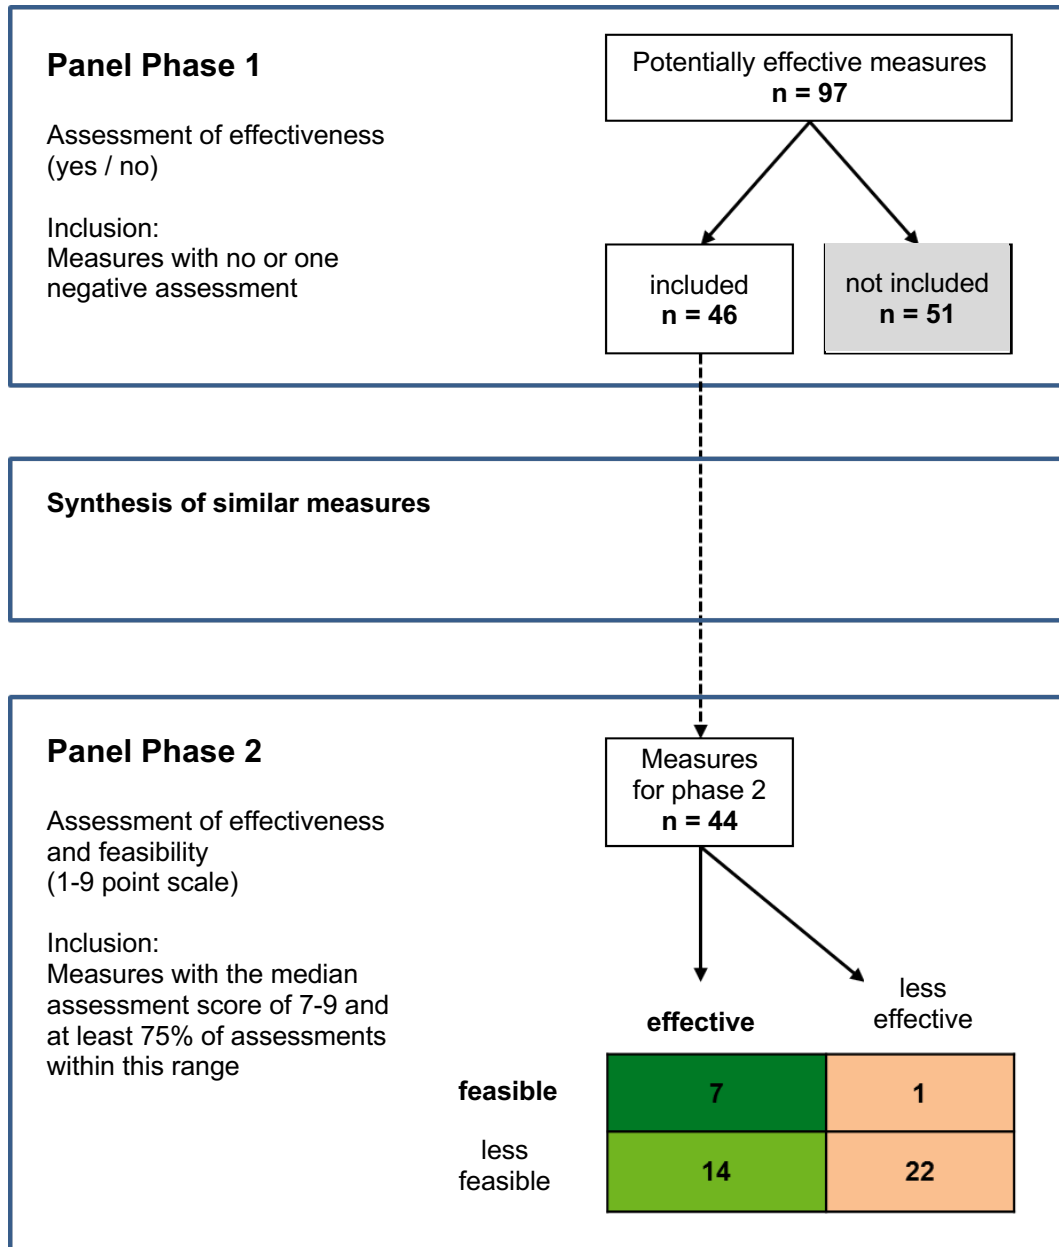 Panel Phase 1
Assessment of effectiveness
(yes / no)
Inclusion:
Measures with no or one
negative assessment
Potentially effective measures
n = 97
included
n = 46
not included
n = 51
Synthesis of similar measures
Panel Phase 2
Assessment of effectiveness
and feasibility
(1-9 point scale)
Inclusion:
Measures with the median
assessment score of 7-9 and
at least 75% of assessments
within this range
Measures
for phase 2
n = 44
effective
less
effective
feasible
7
1
less
feasible
14
22